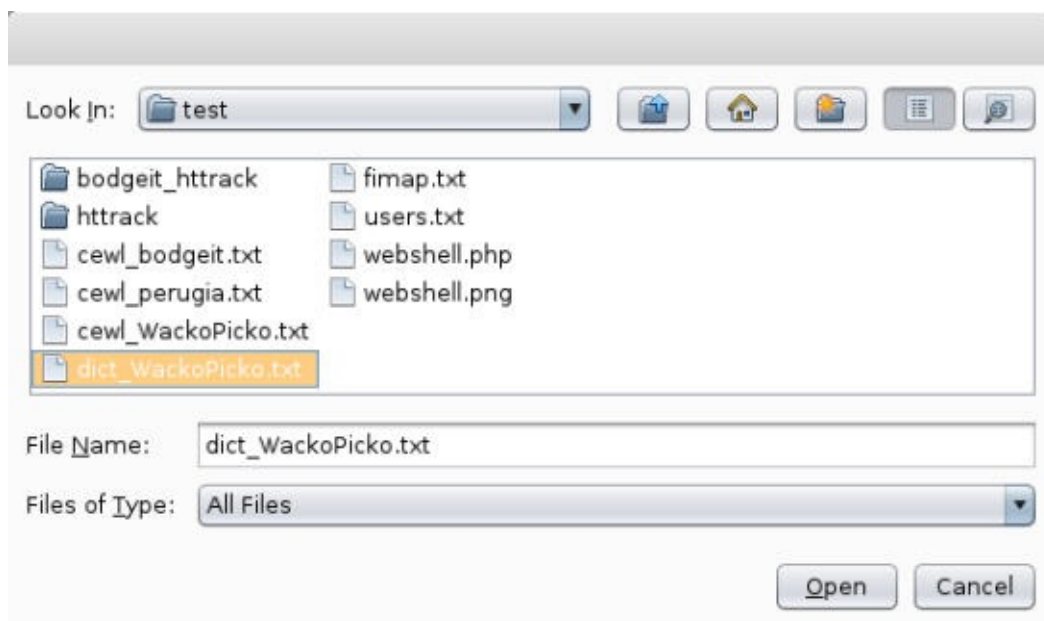 Look In: test
bodgeit_httrack
httrack
cewl_bodgeit.txt
cewl_perugia.txt
cewl_WackoPicko.txt
dict_WackoPicko.txt
fimap.txt
users.txt
webshell.php
webshell.png
File Name: dict_WackoPicko.txt
Files of Type: All Files
Open Cancel